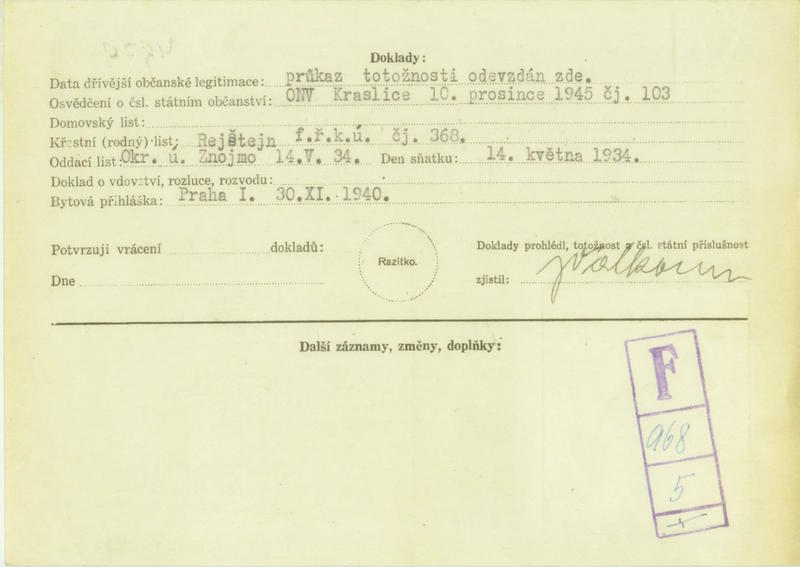 Doklady:
Data dřívější občanské legitimace: průkaz totožnosti odevzdán zde.
Osvědčení o čsl. státním občanství: ONV Kraslice 10. prosince 1945 čj. 103
Domovský list:
Křestní (rodný) list: Rejštejn f.ř.k.ú. čj. 368.
Oddací list: Okr. ú. Znojmo 14.V. 34. Den sňatku: 14. května 1934.
Doklad o vdovství, rozluce, rozvodu:
Bytová přihláška: Praha I. 30.XI. 1940.
Potvrzuji vrácení dokladů:
Doklady prohlédl, totožnost a čsl. státní příslušnost
Razítko.
Dne
zjistil:
Další záznamy, změny, doplňky:
F
968
5